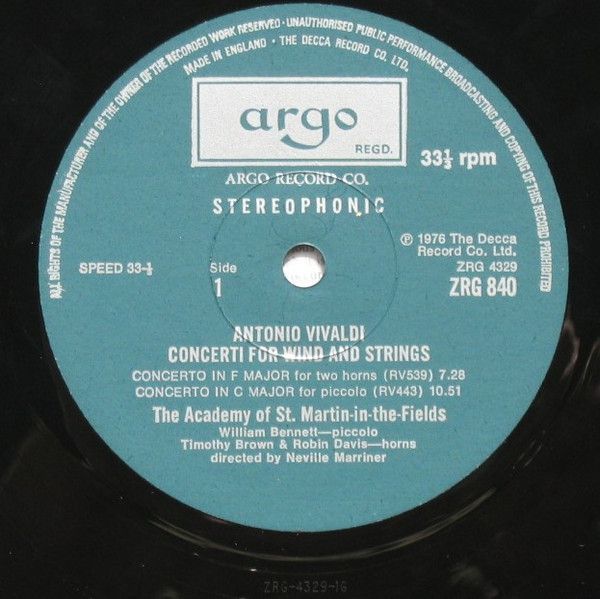 ALL RIGHTS OF THE MANUFACTURER AND OF THE OWNER OF THE RECORDED WORK RESERVED · UNAUTHORISED PUBLIC PERFORMANCE BROADCASTING AND COPYING OF THIS RECORD PROHIBITED
MADE IN ENGLAND · THE DECCA RECORD CO. LTD.
argo
REGD.
33⅓ rpm
ARGO RECORD CO.
STEREOPHONIC
℗ 1976 The Decca
Record Co. Ltd.
SPEED 33-⅓
Side
1
ZRG 4329
ZRG 840
ANTONIO VIVALDI
CONCERTI FOR WIND AND STRINGS
CONCERTO IN F MAJOR for two horns (RV539) 7.28
CONCERTO IN C MAJOR for piccolo (RV443) 10.51
The Academy of St. Martin-in-the-Fields
William Bennett—piccolo
Timothy Brown & Robin Davis—horns
directed by Neville Marriner
ZRG-4329-1G